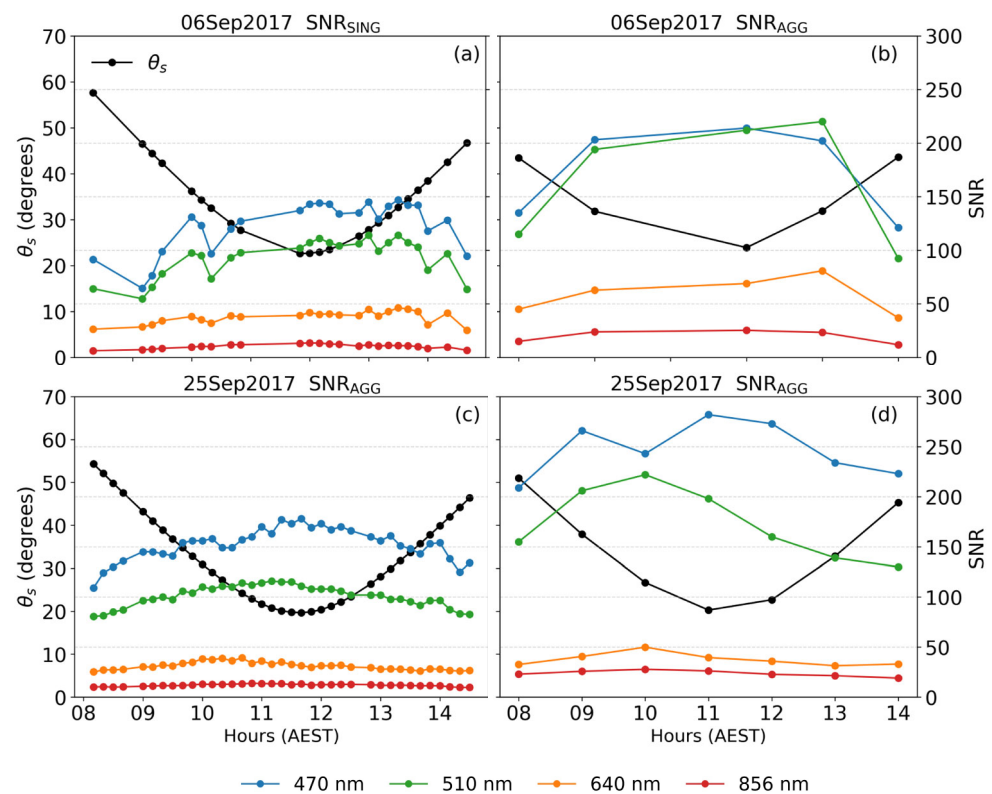 06Sep2017 SNR_SING
06Sep2017 SNR_AGG
70
60
50
40
30
20
10
0
θs (degrees)
θs
(a)
(b)
300
250
200
150
100
50
0
SNR
25Sep2017 SNR_AGG
25Sep2017 SNR_AGG
70
60
50
40
30
20
10
0
θs (degrees)
(c)
(d)
300
250
200
150
100
50
0
SNR
08 09 10 11 12 13 14
Hours (AEST)
08 09 10 11 12 13 14
Hours (AEST)
470 nm 510 nm 640 nm 856 nm